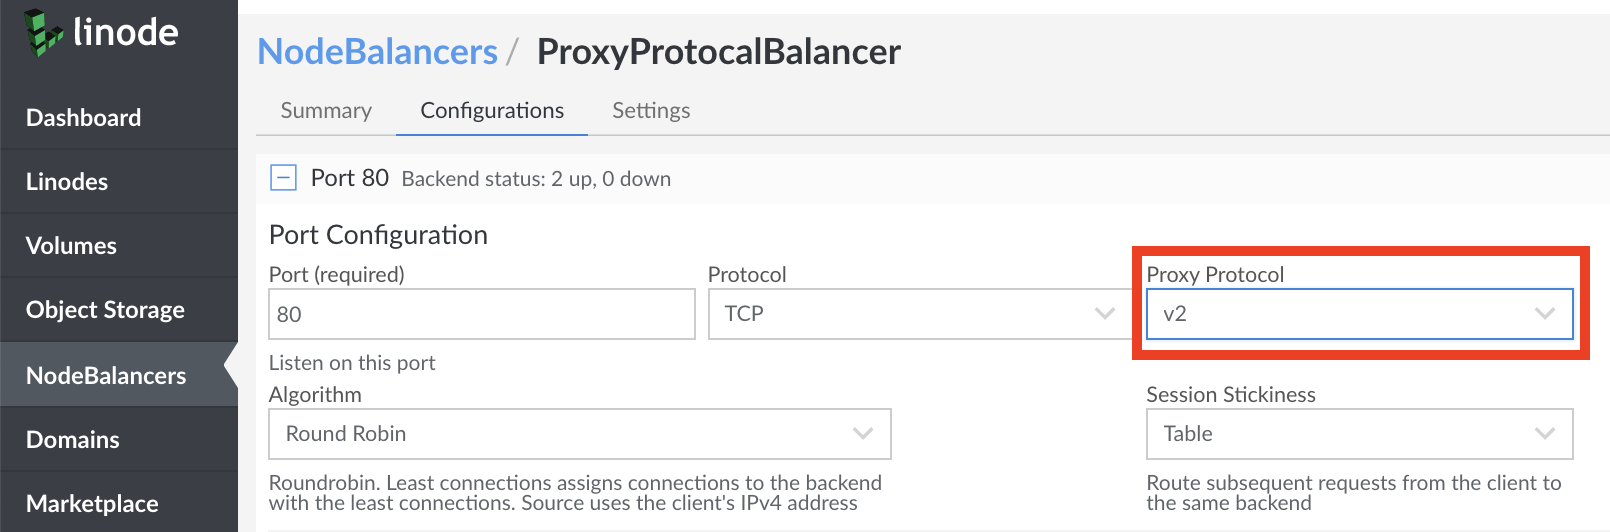 linode
NodeBalancers / ProxyProtocalBalancer
Summary Configurations Settings
Dashboard
Linodes
Volumes
Object Storage
NodeBalancers
Domains
Marketplace
Port 80 Backend status: 2 up, 0 down
Port Configuration
Port (required) Protocol Proxy Protocol
80 TCP v2
Listen on this port
Algorithm Session Stickiness
Round Robin Table
Roundrobin. Least connections assigns connections to the backend
with the least connections. Source uses the client's IPv4 address
Route subsequent requests from the client to
the same backend